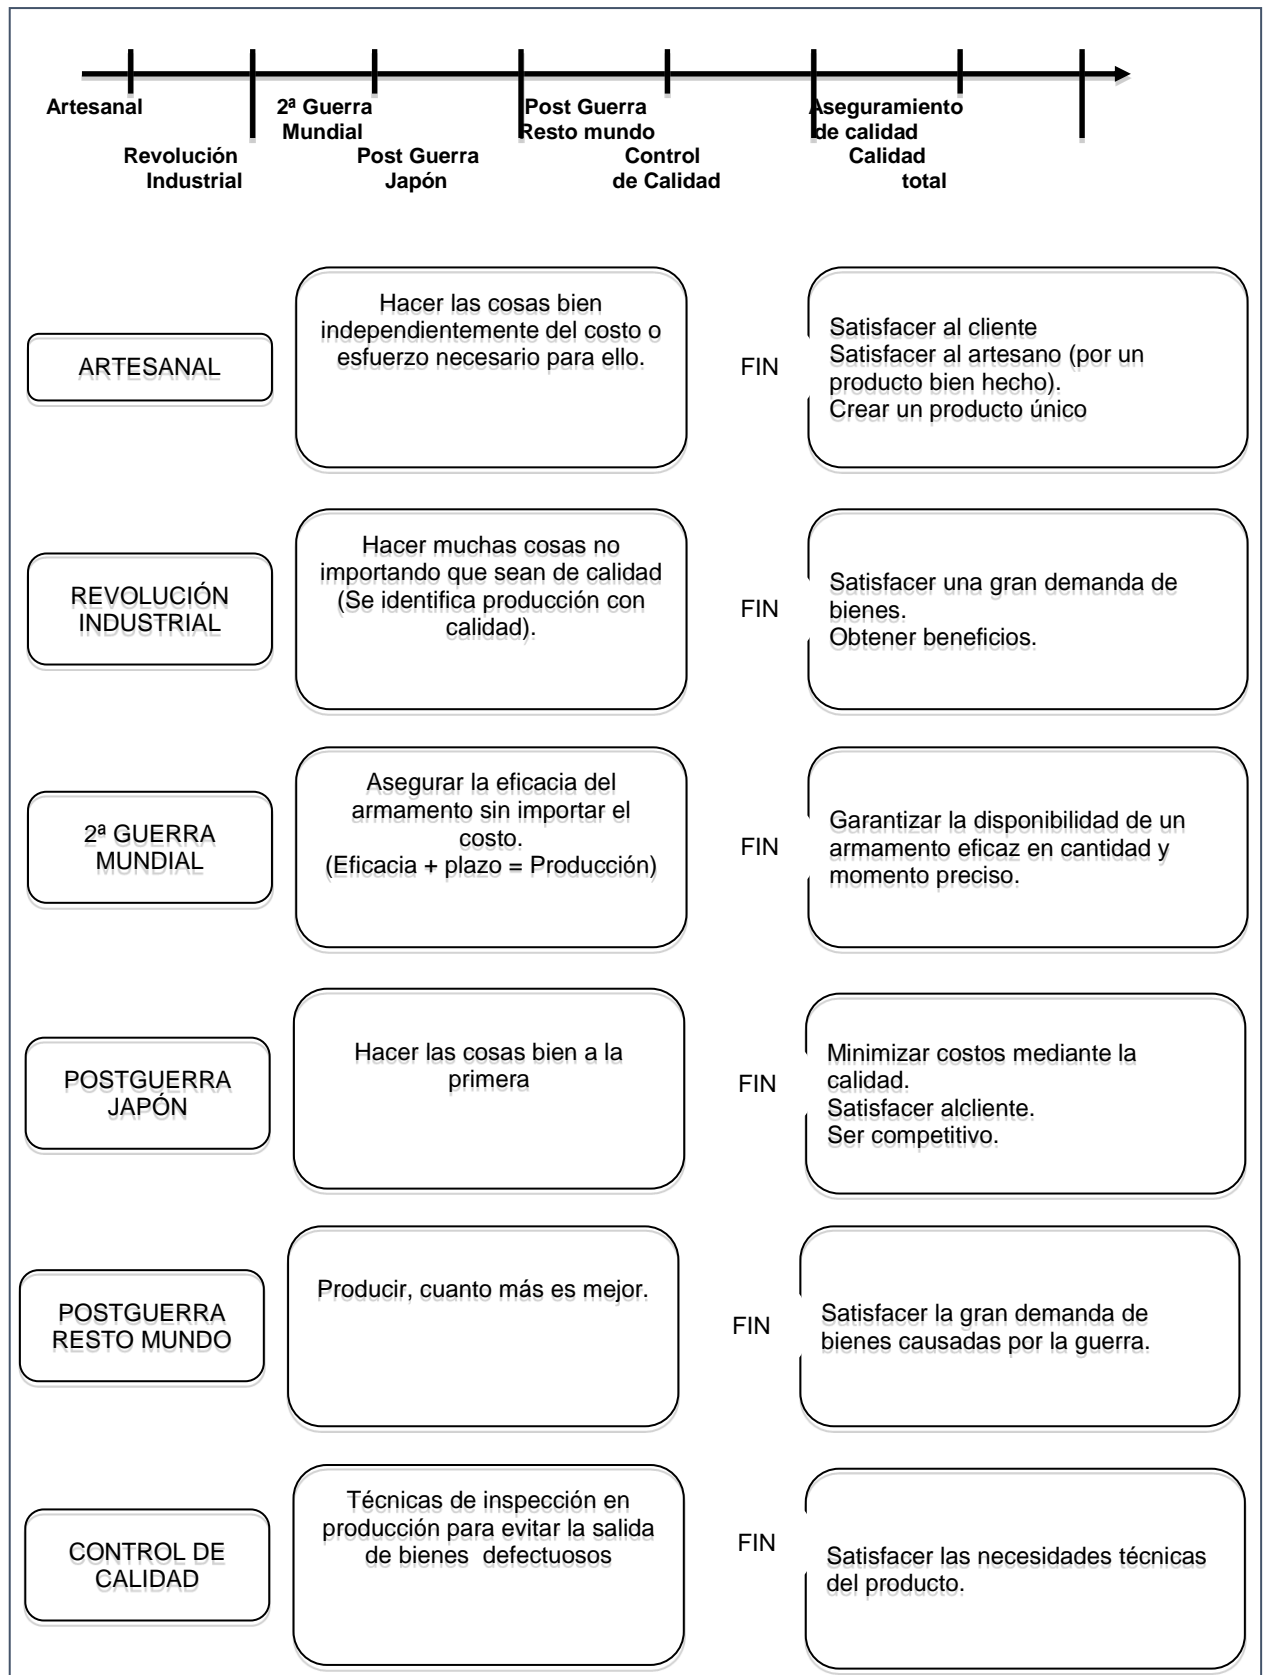 Artesanal
2ª Guerra
Mundial
Post Guerra
Resto mundo
Aseguramiento
de calidad
Revolución
Industrial
Post Guerra
Japón
Control
de Calidad
Calidad
total
ARTESANAL
Hacer las cosas bien
independientemente del costo o
esfuerzo necesario para ello.
FIN
Satisfacer al cliente
Satisfacer al artesano (por un
producto bien hecho).
Crear un producto único
REVOLUCIÓN
INDUSTRIAL
Hacer muchas cosas no
importando que sean de calidad
(Se identifica producción con
calidad).
FIN
Satisfacer una gran demanda de
bienes.
Obtener beneficios.
2ª GUERRA
MUNDIAL
Asegurar la eficacia del
armamento sin importar el
costo.
(Eficacia + plazo = Producción)
FIN
Garantizar la disponibilidad de un
armamento eficaz en cantidad y
momento preciso.
POSTGUERRA
JAPÓN
Hacer las cosas bien a la
primera
FIN
Minimizar costos mediante la
calidad.
Satisfacer alcliente.
Ser competitivo.
POSTGUERRA
RESTO MUNDO
Producir, cuanto más es mejor.
FIN
Satisfacer la gran demanda de
bienes causadas por la guerra.
CONTROL DE
CALIDAD
Técnicas de inspección en
producción para evitar la salida
de bienes  defectuosos
FIN
Satisfacer las necesidades técnicas
del producto.